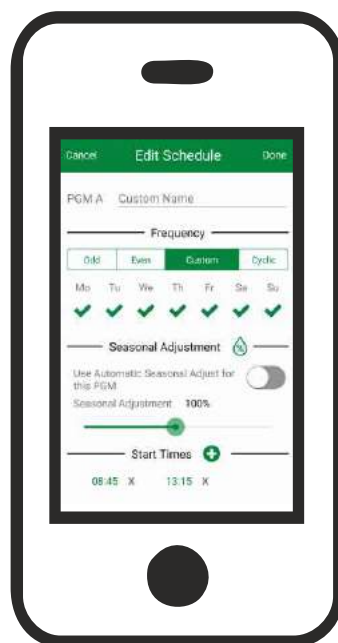 Cancel Edit Schedule Done
PGM A Custom Name
Frequency
Odd Even Custom Cyclic
Mo Tu We Th Fr Sa Su
Seasonal Adjustment %
Use Automatic Seasonal Adjust for
this PGM
Seasonal Adjustment 100%
Start Times
08:45 X 13:15 X